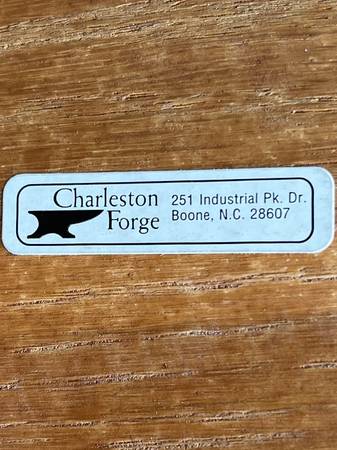 Charleston Forge
251 Industrial Pk. Dr.
Boone, N.C. 28607